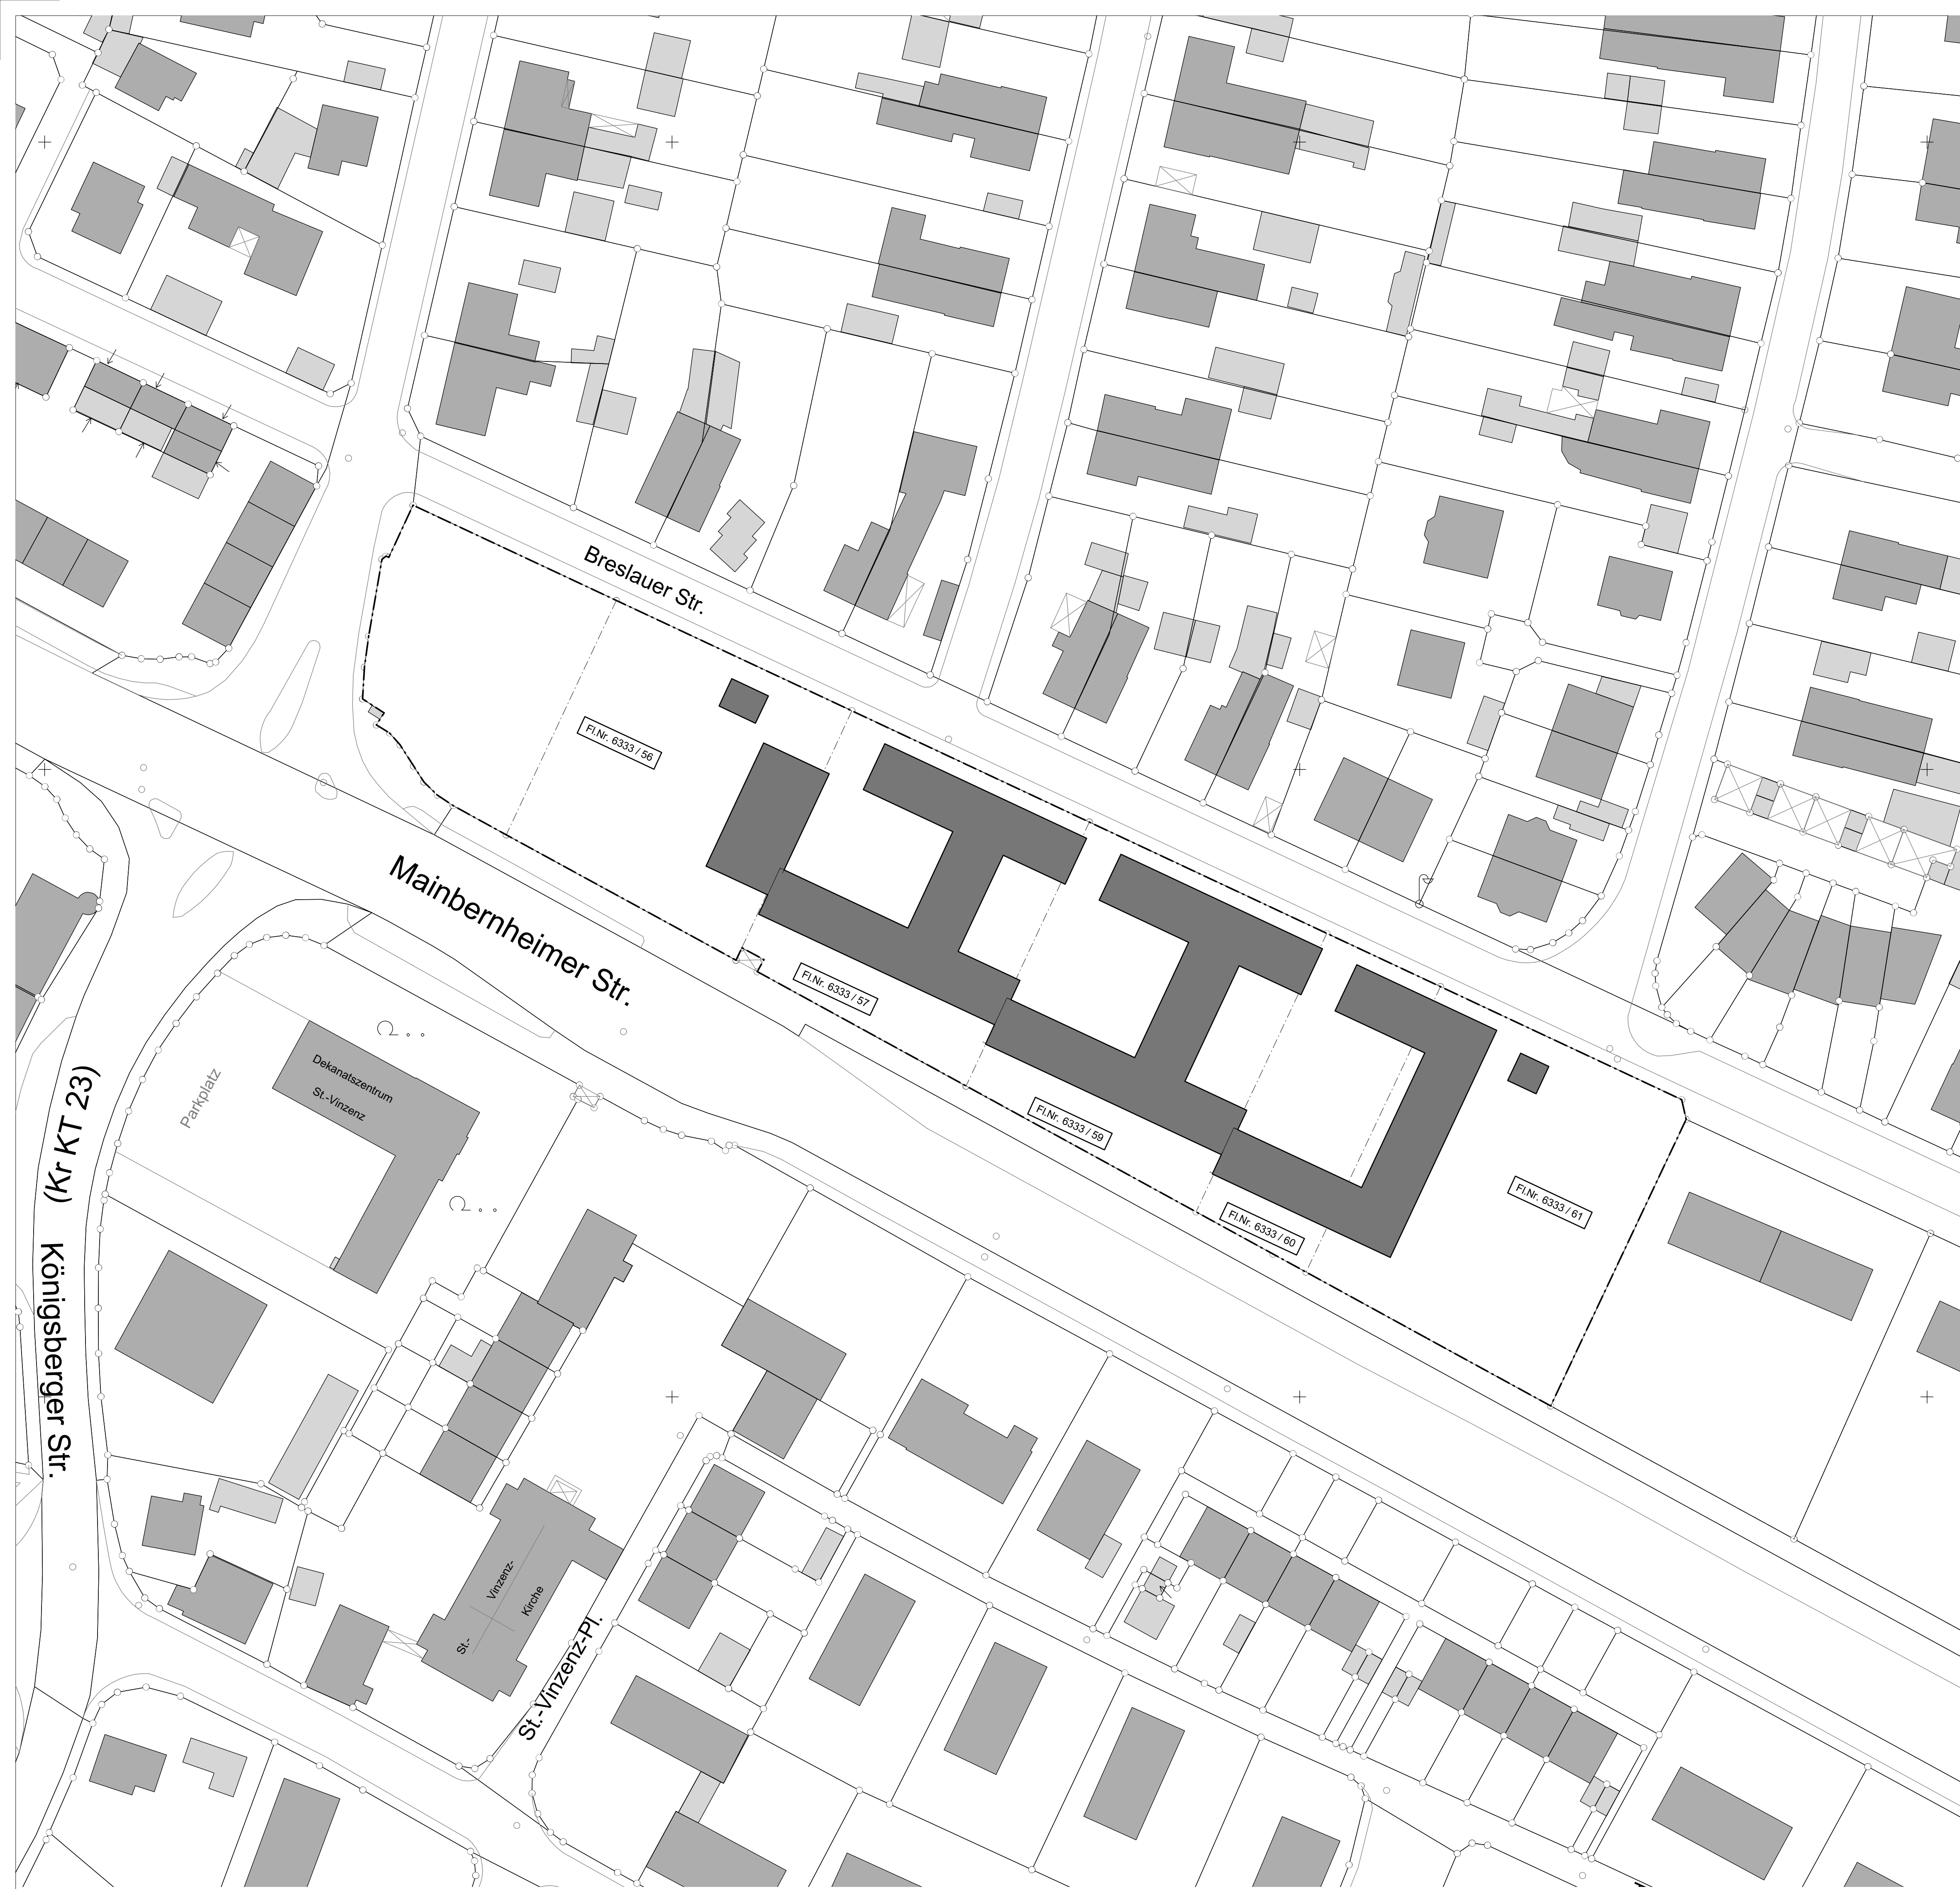 Breslauer Str.
Fl.Nr. 6333 / 56
Mainbernheimer Str.
Fl.Nr. 6333 / 57
Fl.Nr. 6333 / 59
Fl.Nr. 6333 / 60
Fl.Nr. 6333 / 61
Parkplatz
Dekanatszentrum
St.-Vinzenz
(Kr KT 23)
Königsberger Str.
St.-
Vinzenz-
Kirche
St.-Vinzenz-Pl.